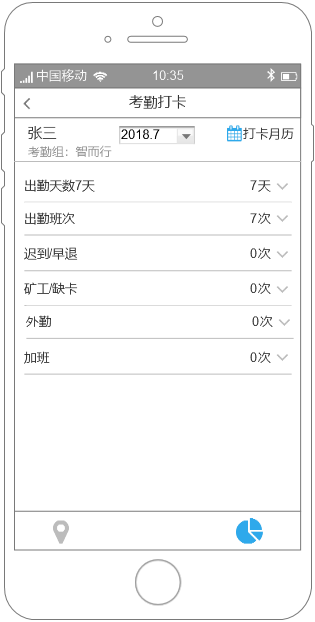 中国移动 10:35
考勤打卡
张三 2018.7 打卡月历
考勤组：智而行
出勤天数7天 7天
出勤班次 7次
迟到/早退 0次
矿工/缺卡 0次
外勤 0次
加班 0次